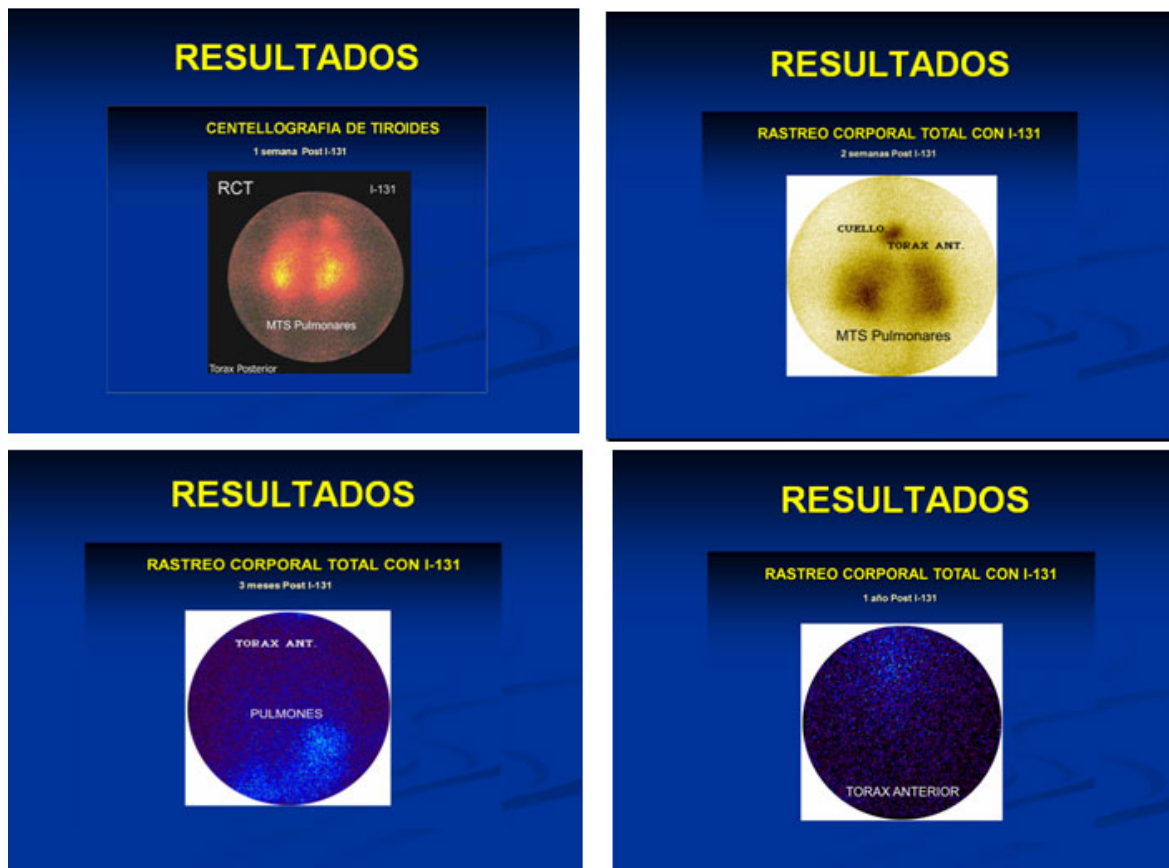 RESULTADOS
CENTELLOGRAFIA DE TIROIDES
1 semana Post I-131
RCT
I-131
MTS Pulmonares
Torax Posterior
RESULTADOS
RASTREO CORPORAL TOTAL CON I-131
2 semanas Post I-131
CUELLO
TORAX ANT.
MTS Pulmonares
RESULTADOS
RASTREO CORPORAL TOTAL CON I-131
3 meses Post I-131
TORAX ANT.
PULMONES
RESULTADOS
RASTREO CORPORAL TOTAL CON I-131
1 año Post I-131
TORAX ANTERIOR